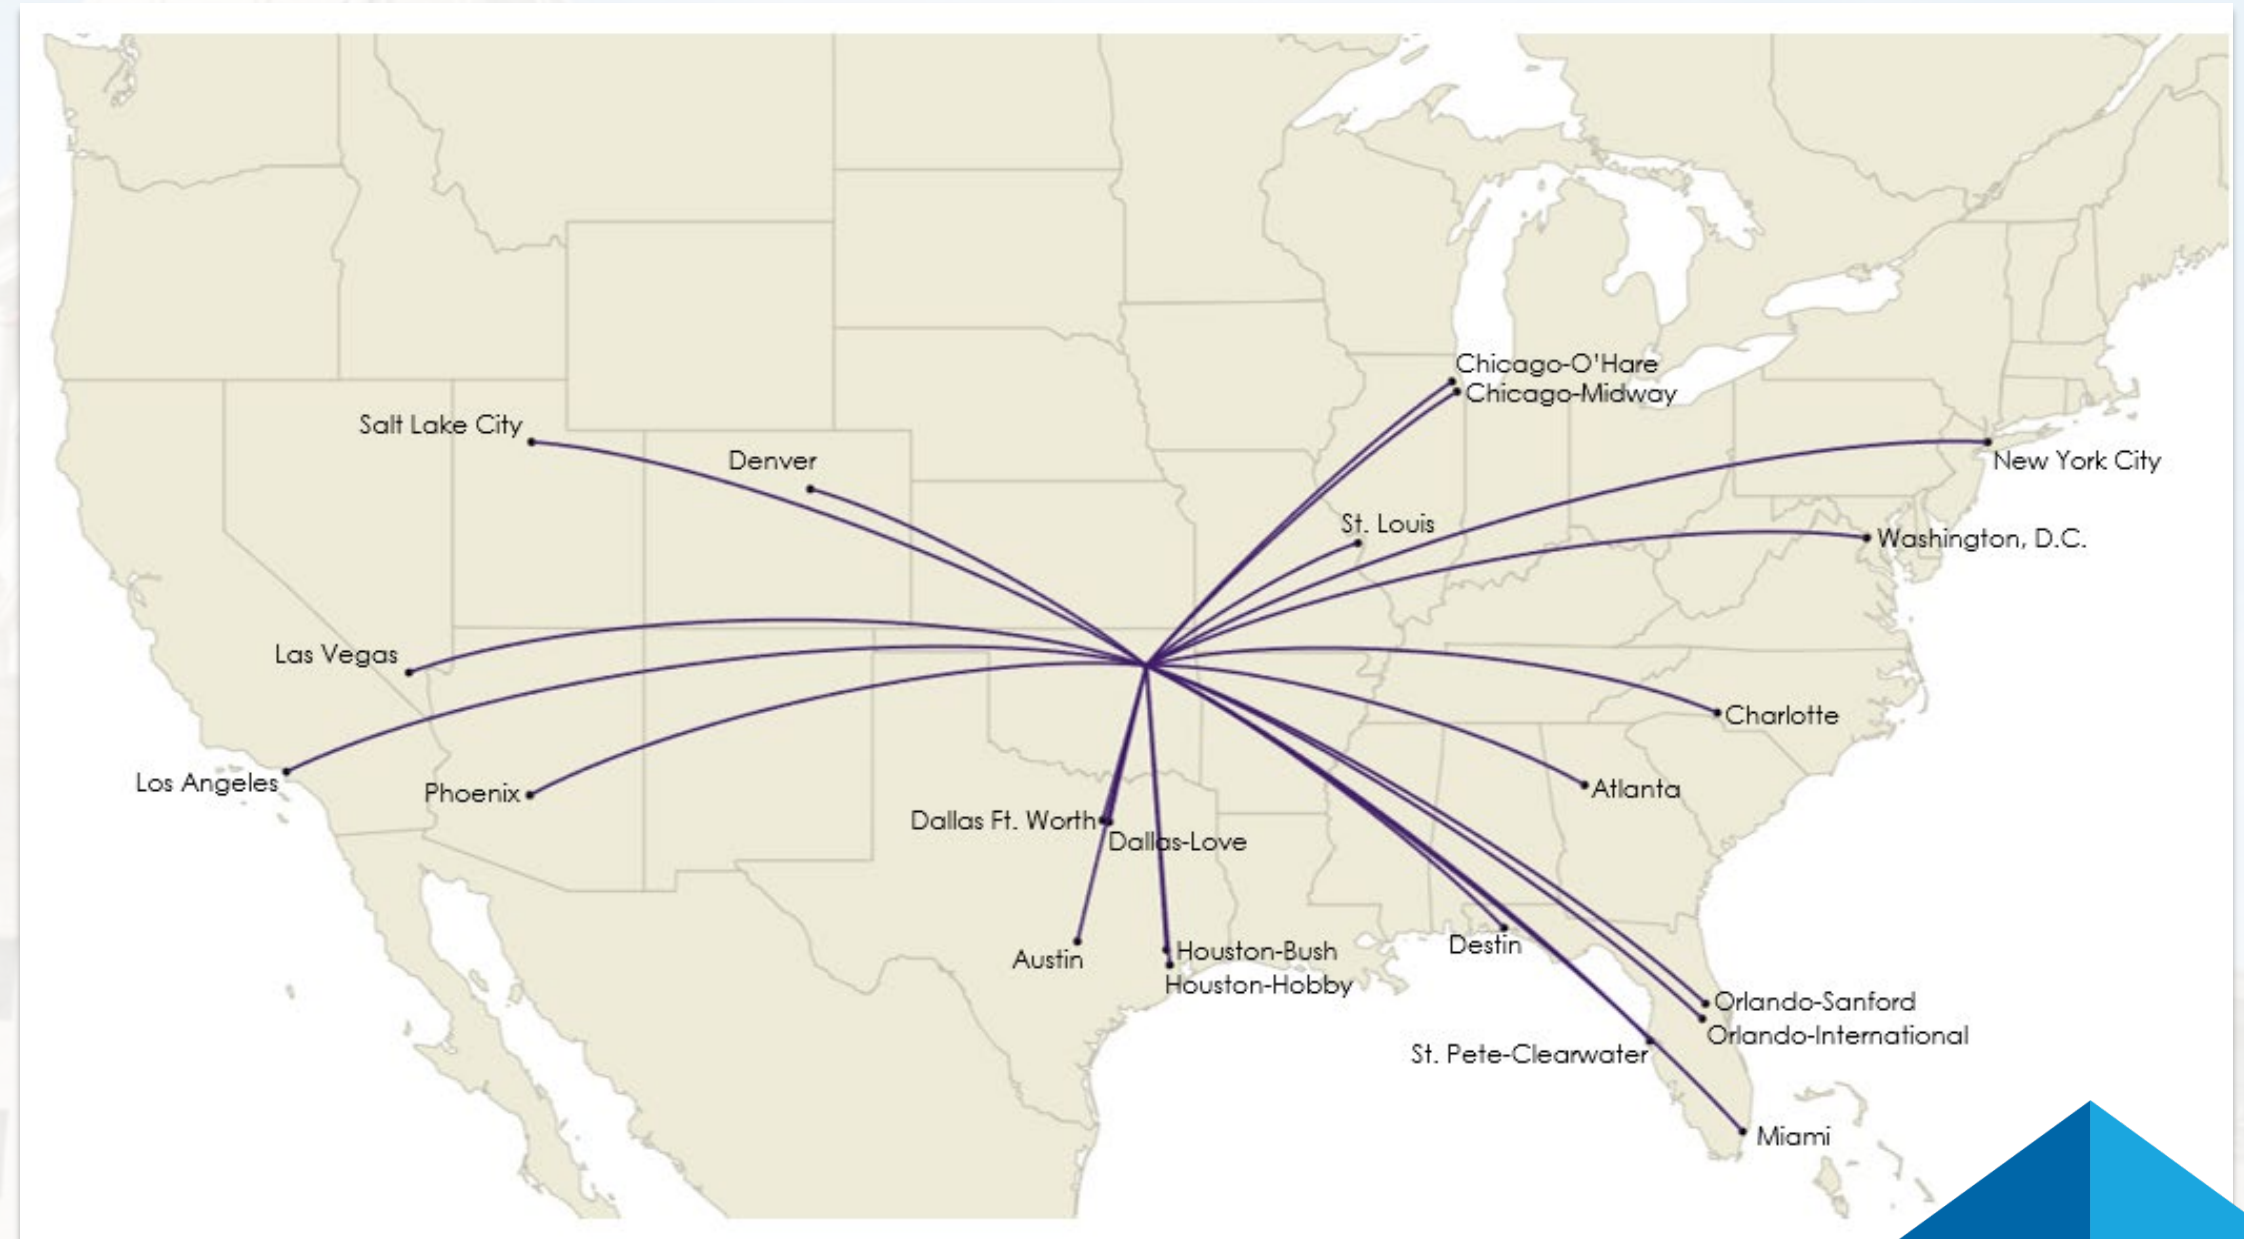 Chicago-O'Hare
Chicago-Midway
Salt Lake City
Denver
New York City
St. Louis
Washington, D.C.
Las Vegas
Charlotte
Los Angeles
Phoenix
Atlanta
Dallas Ft. Worth
Dallas-Love
Destin
Austin
Houston-Bush
Houston-Hobby
Orlando-Sanford
Orlando-International
St. Pete-Clearwater
Miami